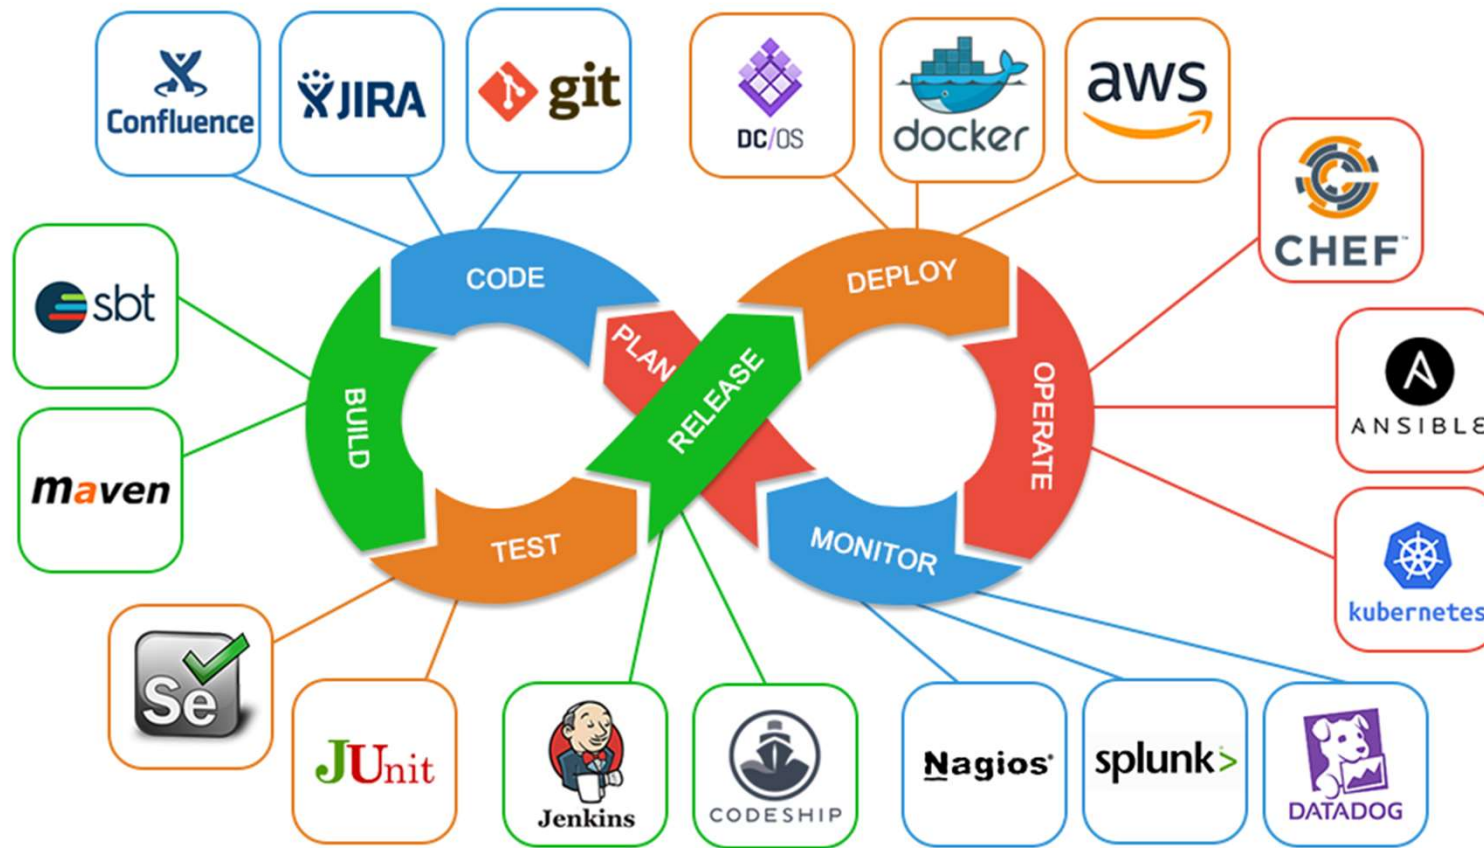 Confluence
JIRA
git
DC/OS
docker
aws
CHEF™
sbt
CODE
DEPLOY
PLAN
RELEASE
BUILD
OPERATE
ANSIBLE
maven
TEST
MONITOR
kubernetes
Se
JUnit
Jenkins
CODESHIP
Nagios®
splunk>
DATADOG